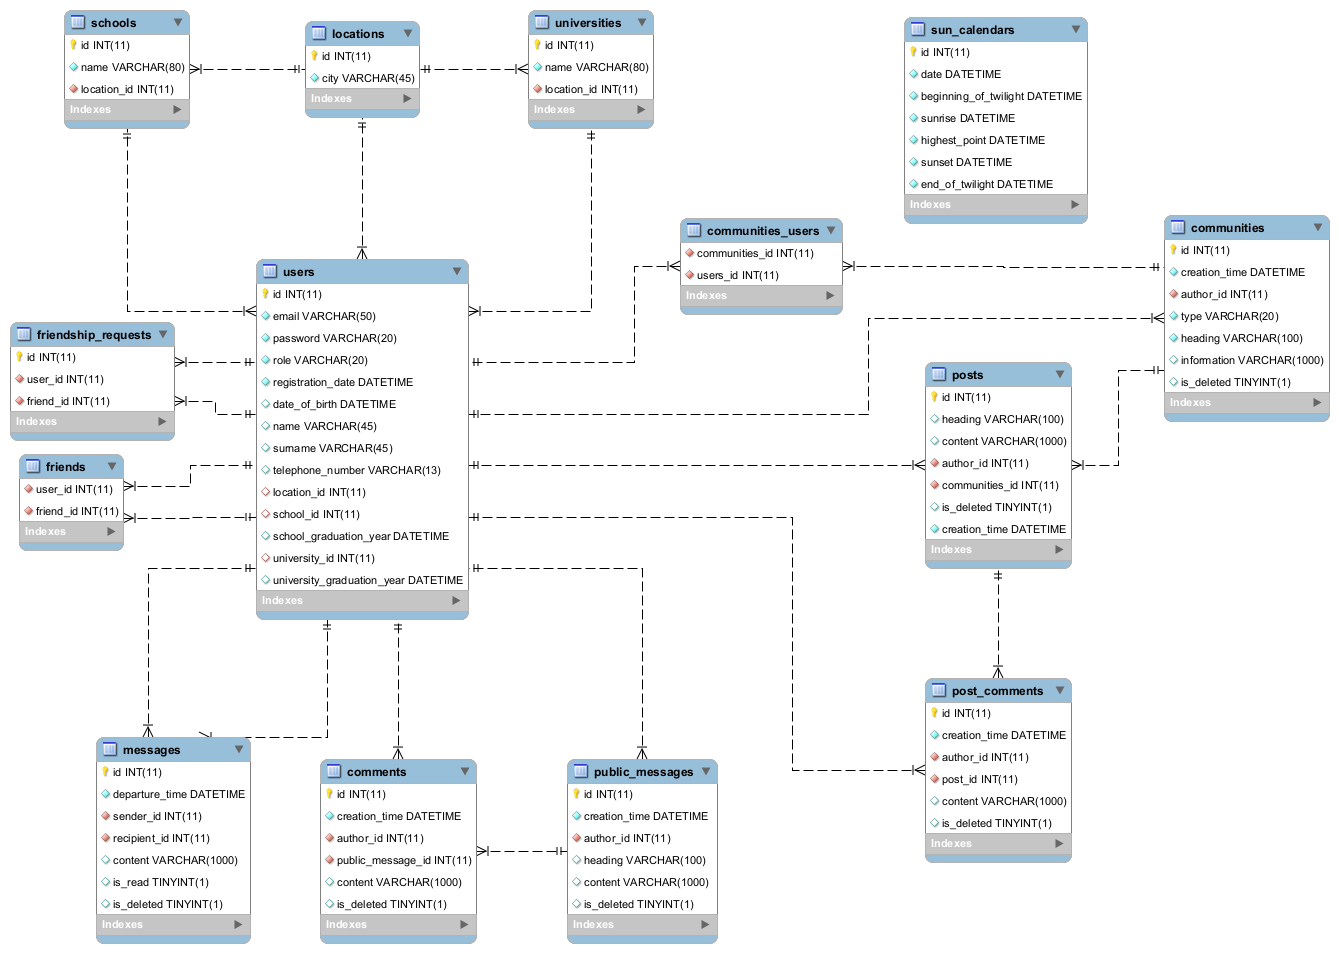 schools
id INT(11)
name VARCHAR(80)
location_id INT(11)
Indexes
locations
id INT(11)
city VARCHAR(45)
Indexes
universities
id INT(11)
name VARCHAR(80)
location_id INT(11)
Indexes
sun_calendars
id INT(11)
date DATETIME
beginning_of_twilight DATETIME
sunrise DATETIME
highest_point DATETIME
sunset DATETIME
end_of_twilight DATETIME
Indexes
communities_users
communities_id INT(11)
users_id INT(11)
Indexes
communities
id INT(11)
creation_time DATETIME
author_id INT(11)
type VARCHAR(20)
heading VARCHAR(100)
information VARCHAR(1000)
is_deleted TINYINT(1)
Indexes
users
id INT(11)
email VARCHAR(50)
password VARCHAR(20)
role VARCHAR(20)
registration_date DATETIME
date_of_birth DATETIME
name VARCHAR(45)
surname VARCHAR(45)
telephone_number VARCHAR(13)
location_id INT(11)
school_id INT(11)
school_graduation_year DATETIME
university_id INT(11)
university_graduation_year DATETIME
Indexes
friendship_requests
id INT(11)
user_id INT(11)
friend_id INT(11)
Indexes
friends
user_id INT(11)
friend_id INT(11)
Indexes
posts
id INT(11)
heading VARCHAR(100)
content VARCHAR(1000)
author_id INT(11)
communities_id INT(11)
is_deleted TINYINT(1)
creation_time DATETIME
Indexes
messages
id INT(11)
departure_time DATETIME
sender_id INT(11)
recipient_id INT(11)
content VARCHAR(1000)
is_read TINYINT(1)
is_deleted TINYINT(1)
Indexes
comments
id INT(11)
creation_time DATETIME
author_id INT(11)
public_message_id INT(11)
content VARCHAR(1000)
is_deleted TINYINT(1)
Indexes
public_messages
id INT(11)
creation_time DATETIME
author_id INT(11)
heading VARCHAR(100)
content VARCHAR(1000)
is_deleted TINYINT(1)
Indexes
post_comments
id INT(11)
creation_time DATETIME
author_id INT(11)
post_id INT(11)
content VARCHAR(1000)
is_deleted TINYINT(1)
Indexes